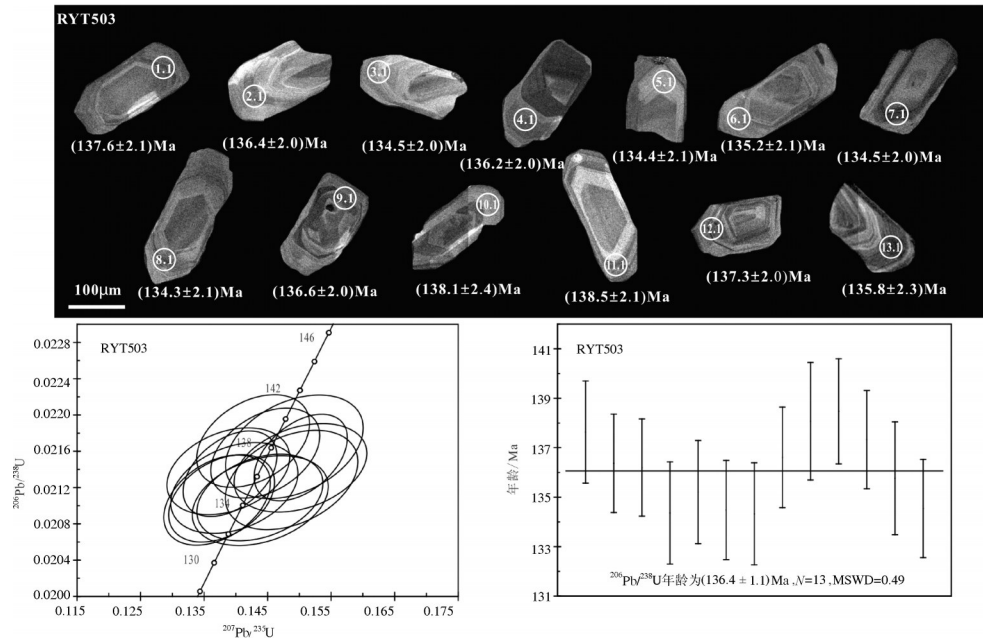 RYT503
1.1
2.1
3.1
4.1
5.1
6.1
7.1
(137.6±2.1)Ma
(136.4±2.0)Ma
(134.5±2.0)Ma
(136.2±2.0)Ma
(134.4±2.1)Ma
(135.2±2.1)Ma
(134.5±2.0)Ma
8.1
9.1
10.1
11.1
12.1
13.1
(134.3±2.1)Ma
(136.6±2.0)Ma
(138.1±2.4)Ma
(138.5±2.1)Ma
(137.3±2.0)Ma
(135.8±2.3)Ma
100μm
RYT503
0.0228
0.0224
0.0220
0.0216
0.0212
0.0208
0.0204
0.0200
²⁰⁶Pb/²³⁸U
146
142
138
134
130
0.115
0.125
0.135
0.145
0.155
0.165
0.175
²⁰⁷Pb/²³⁵U
RYT503
141
139
137
135
133
131
年龄/Ma
²⁰⁶Pb/²³⁸U年龄为(136.4 ± 1.1)Ma ,N=13 , MSWD=0.49